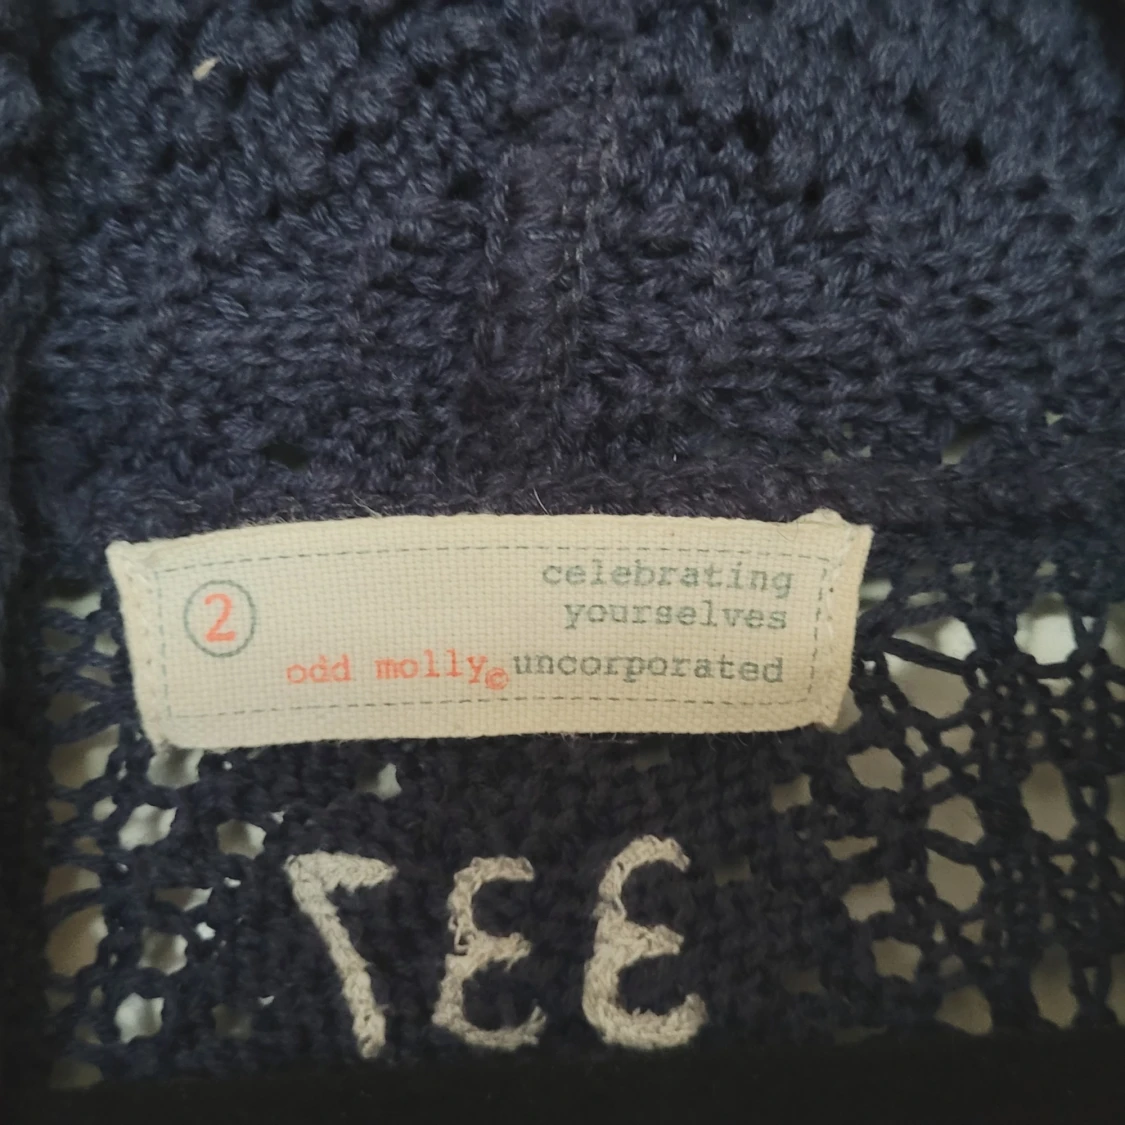 2
celebrating
yourselves
odd molly© uncorporated
337